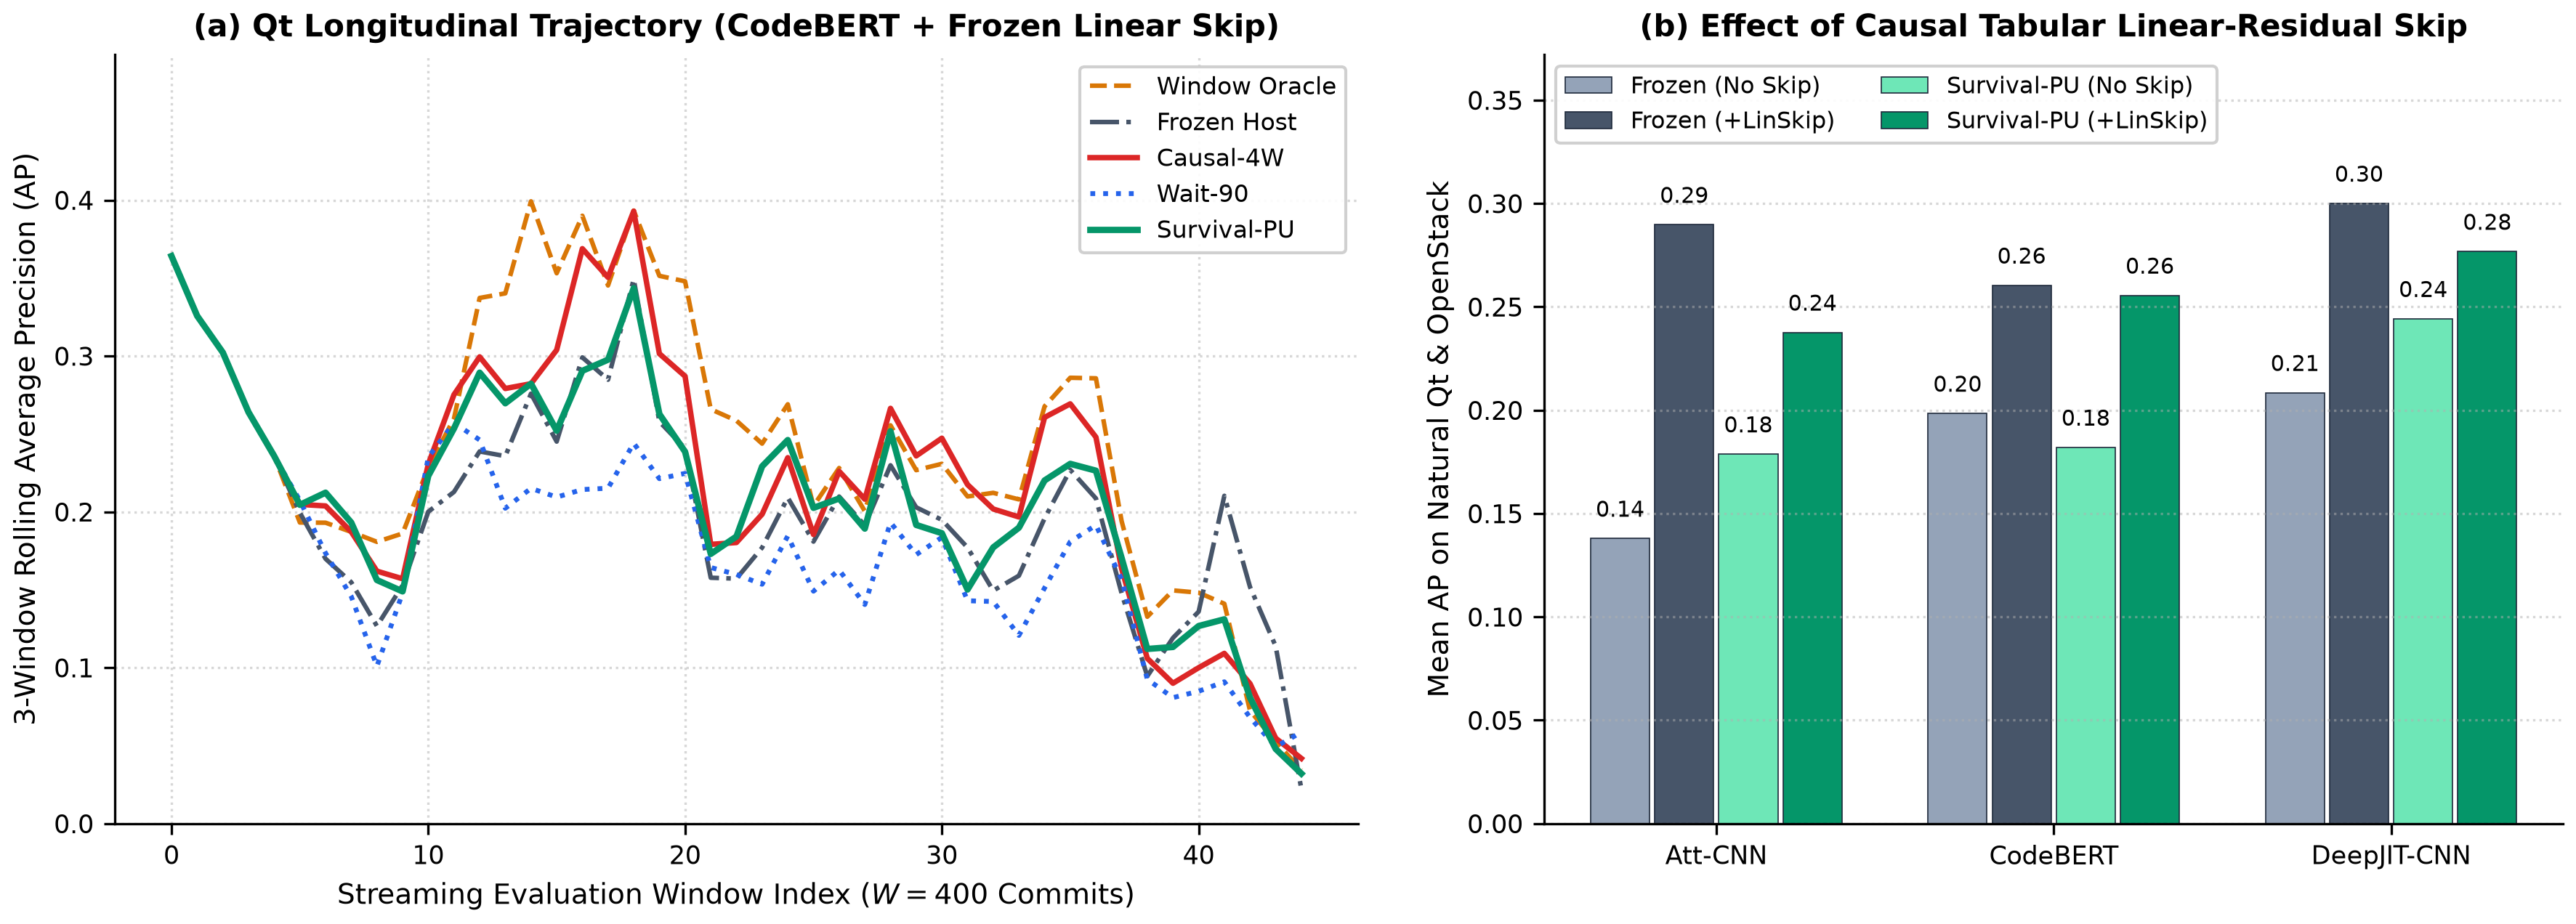 (a) Qt Longitudinal Trajectory (CodeBERT + Frozen Linear Skip)
3-Window Rolling Average Precision (AP)
0.4
0.3
0.2
0.1
0.0
Window Oracle
Frozen Host
Causal-4W
Wait-90
Survival-PU
0 10 20 30 40
Streaming Evaluation Window Index (W = 400 Commits)
(b) Effect of Causal Tabular Linear-Residual Skip
Mean AP on Natural Qt & OpenStack
0.35
0.30
0.25
0.20
0.15
0.10
0.05
0.00
Frozen (No Skip) Survival-PU (No Skip)
Frozen (+LinSkip) Survival-PU (+LinSkip)
0.14 0.29 0.18 0.24
0.20 0.26 0.18 0.26
0.21 0.30 0.24 0.28
Att-CNN CodeBERT DeepJIT-CNN